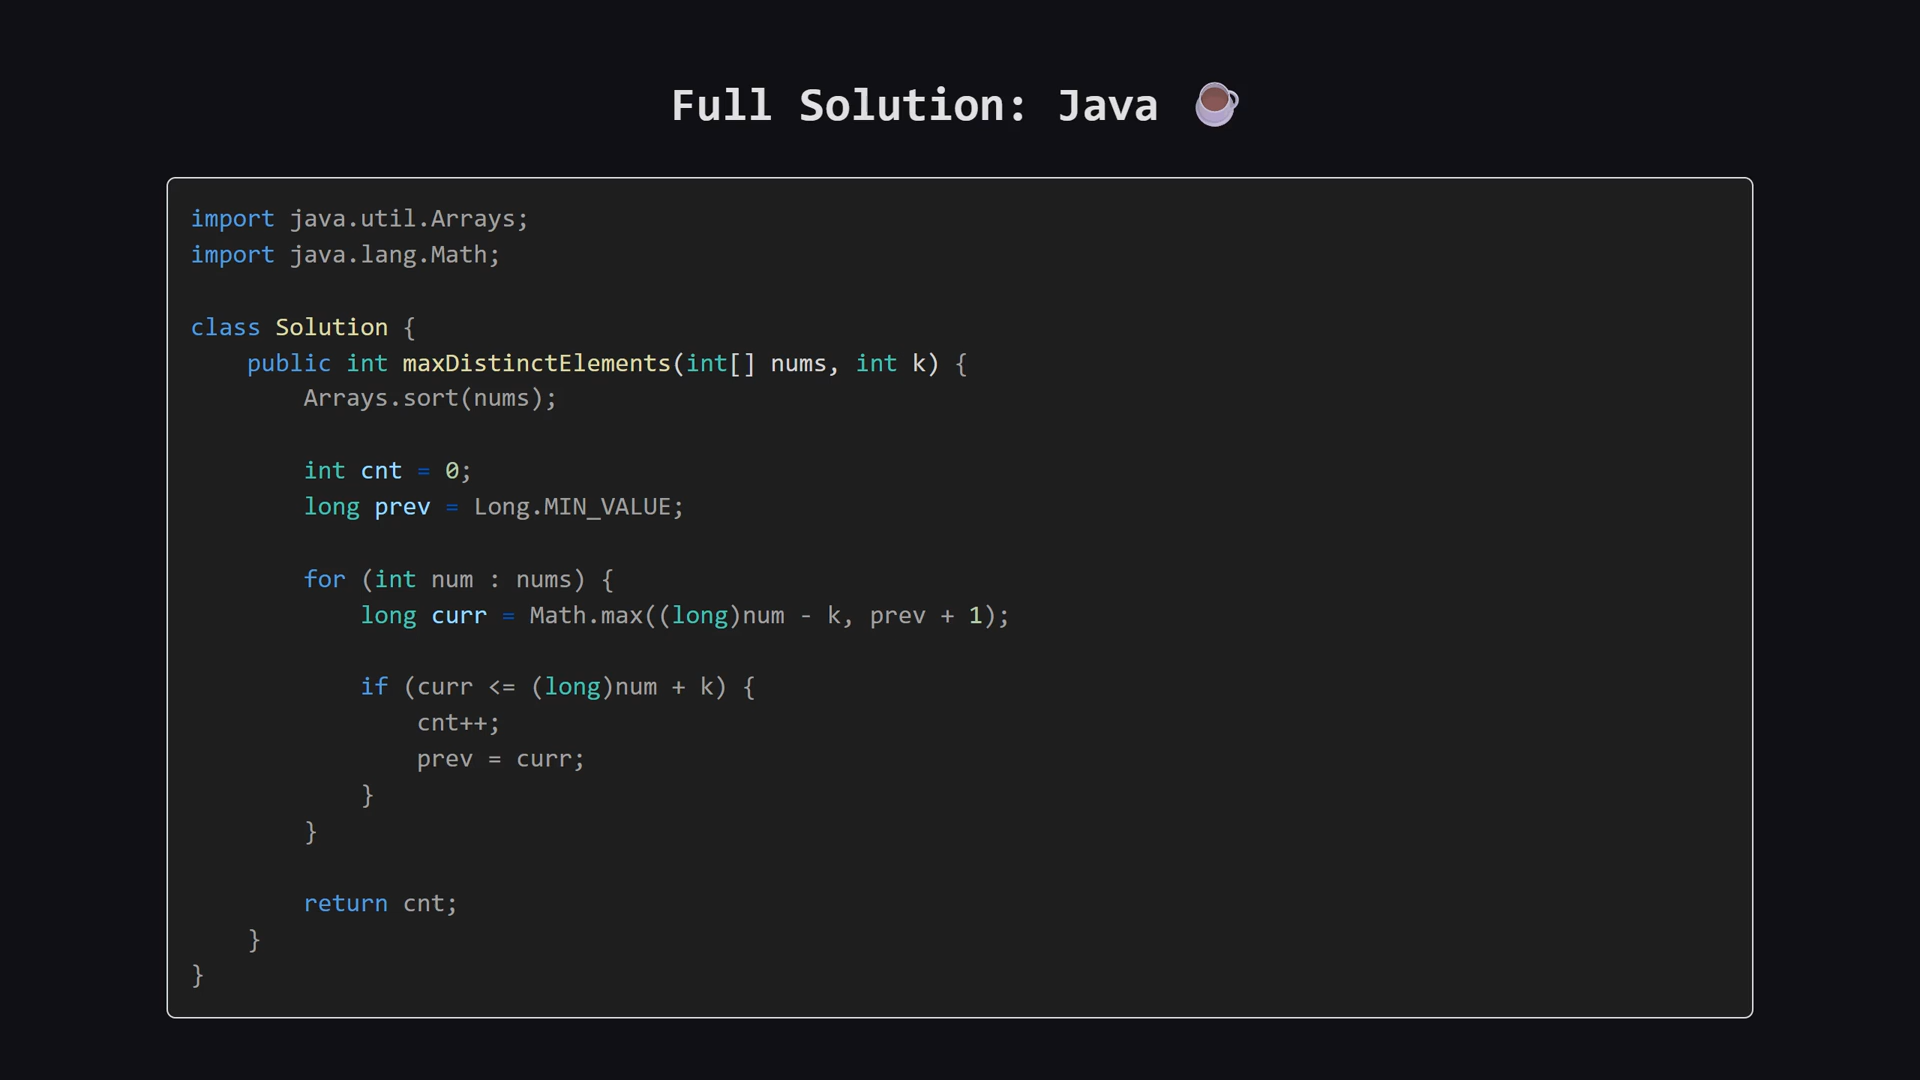 Full Solution: Java
import java.util.Arrays;
import java.lang.Math;
class Solution {
    public int maxDistinctElements(int[] nums, int k) {
        Arrays.sort(nums);
        int cnt = 0;
        long prev = Long.MIN_VALUE;
        for (int num : nums) {
            long curr = Math.max((long)num - k, prev + 1);
            if (curr <= (long)num + k) {
                cnt++;
                prev = curr;
            }
        }
        return cnt;
    }
}